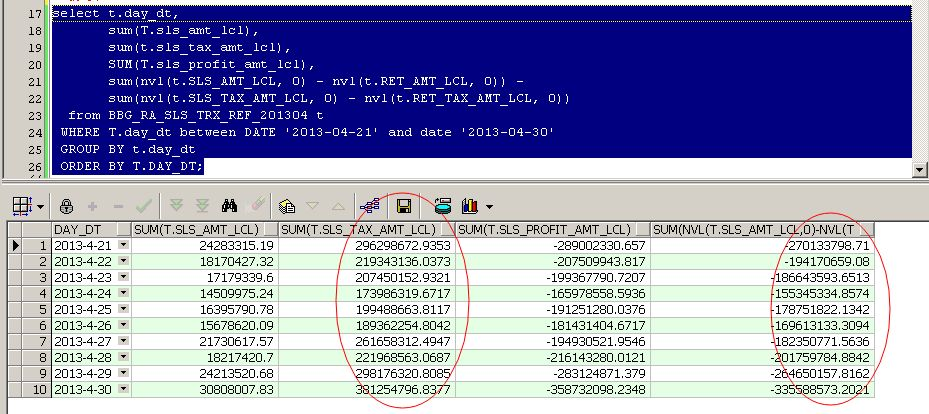 17 select t.day_dt,
18 sum(T.sls_amt_lcl),
19 sum(t.sls_tax_amt_lcl),
20 SUM(T.sls_profit_amt_lcl),
21 sum(nvl(t.SLS_AMT_LCL, 0) - nvl(t.RET_AMT_LCL, 0)) -
22 sum(nvl(t.SLS_TAX_AMT_LCL, 0) - nvl(t.RET_TAX_AMT_LCL, 0))
23 from BBG_RA_SLS_TRX_REF_201304 t
24 WHERE T.day_dt between DATE '2013-04-21' and date '2013-04-30'
25 GROUP BY t.day_dt
26 ORDER BY T.DAY_DT;
DAY_DT SUM(T.SLS_AMT_LCL) SUM(T.SLS_TAX_AMT_LCL) SUM(T.SLS_PROFIT_AMT_LCL) SUM(NVL(T.SLS_AMT_LCL,0)-NVL(T
1 2013-4-21 24283315.19 296298672.9353 -289002330.657 -270133798.71
2 2013-4-22 18170427.32 219343136.0373 -207509943.817 -194170659.08
3 2013-4-23 17179339.6 207450152.9321 -199367790.7207 -186643593.6513
4 2013-4-24 14509975.24 173986319.6717 -165978558.5936 -155345334.8574
5 2013-4-25 16395790.78 199488663.8117 -191251280.0376 -178751822.1342
6 2013-4-26 15678620.09 189362254.8042 -181431404.6717 -169613133.3094
7 2013-4-27 21730617.57 261658312.4947 -194930521.9546 -182350771.5636
8 2013-4-28 18217420.7 221968563.0687 -216143280.0121 -201759784.8842
9 2013-4-29 24213520.68 298176320.8085 -283124871.379 -264650157.8162
10 2013-4-30 30808007.83 381254796.8377 -358732098.2348 -335588573.2021